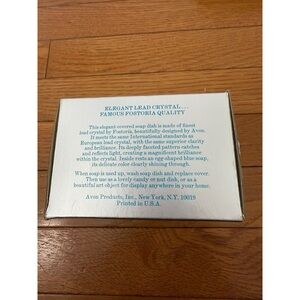 ELEGANT LEAD CRYSTAL...
FAMOUS FOSTORIA QUALITY
This elegant covered soap dish is made of finest
lead crystal by Fostoria, beautifully designed by Avon.
It meets the same International standards as
European lead crystal, with the same superior clarity
and brilliance. Its deeply faceted pattern catches
and reflects light, creating a magnificent brilliance
within the crystal. Inside rests an egg-shaped blue soap,
its delicate color clearly shining through.
When soap is used up, wash soap dish and replace cover.
Then use as a lovely candy or nut dish, or as a
beautiful art object for display anywhere in your home.
Avon Products, Inc., New York, N.Y. 10019
Printed in U.S.A.